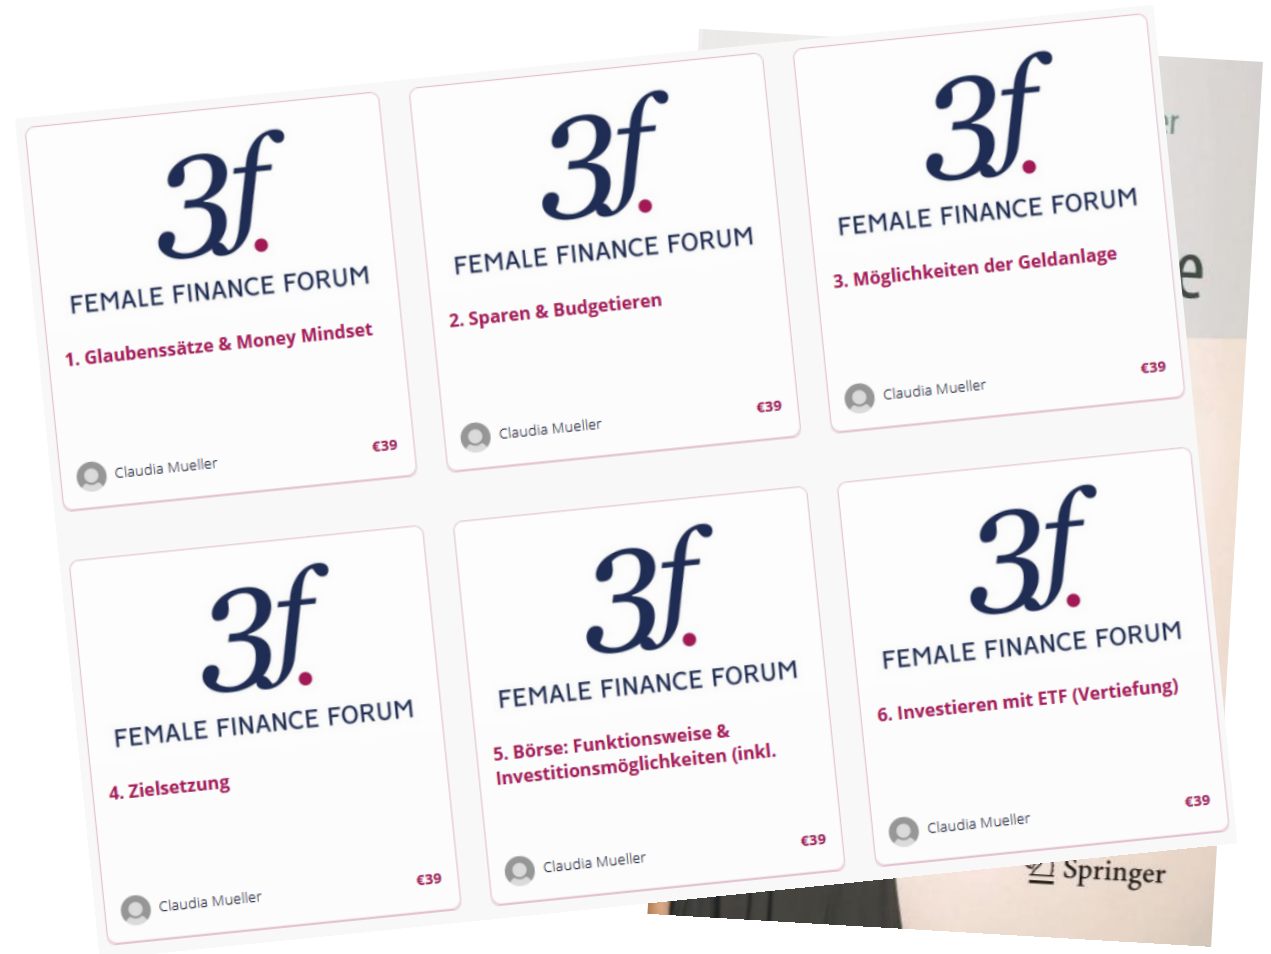 3f.
FEMALE FINANCE FORUM
1. Glaubenssätze & Money Mindset
Claudia Mueller
€39
3f.
FEMALE FINANCE FORUM
2. Sparen & Budgetieren
Claudia Mueller
€39
3f.
FEMALE FINANCE FORUM
3. Möglichkeiten der Geldanlage
Claudia Mueller
€39
3f.
FEMALE FINANCE FORUM
4. Zielsetzung
Claudia Mueller
€39
3f.
FEMALE FINANCE FORUM
5. Börse: Funktionsweise &
Investitionsmöglichkeiten (inkl.
Claudia Mueller
€39
3f.
FEMALE FINANCE FORUM
6. Investieren mit ETF (Vertiefung)
Claudia Mueller
€39
Springer